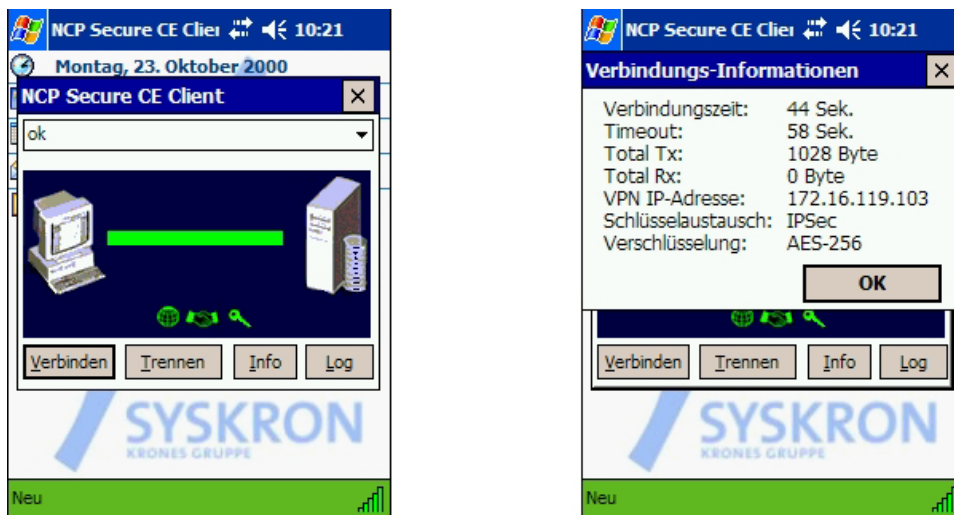 NCP Secure CE Clier 10:21
Montag, 23. Oktober 2000
NCP Secure CE Client
ok
Verbinden Trennen Info Log
SYSKRON
KRONES GRUPPE
Neu
NCP Secure CE Clier 10:21
Verbindungs-Informationen
Verbindungszeit: 44 Sek.
Timeout: 58 Sek.
Total Tx: 1028 Byte
Total Rx: 0 Byte
VPN IP-Adresse: 172.16.119.103
Schlüsselaustausch: IPSec
Verschlüsselung: AES-256
OK
Verbinden Trennen Info Log
SYSKRON
KRONES GRUPPE
Neu